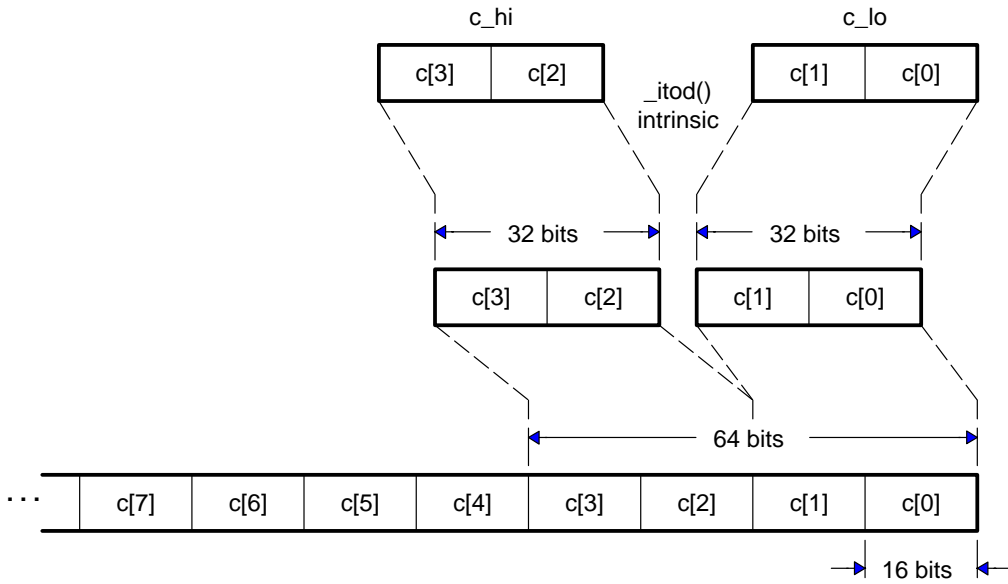 c_hi c_lo
c[3] c[2] c[1] c[0]
_itod()
intrinsic
32 bits 32 bits
c[3] c[2] c[1] c[0]
64 bits
... c[7] c[6] c[5] c[4] c[3] c[2] c[1] c[0]
16 bits